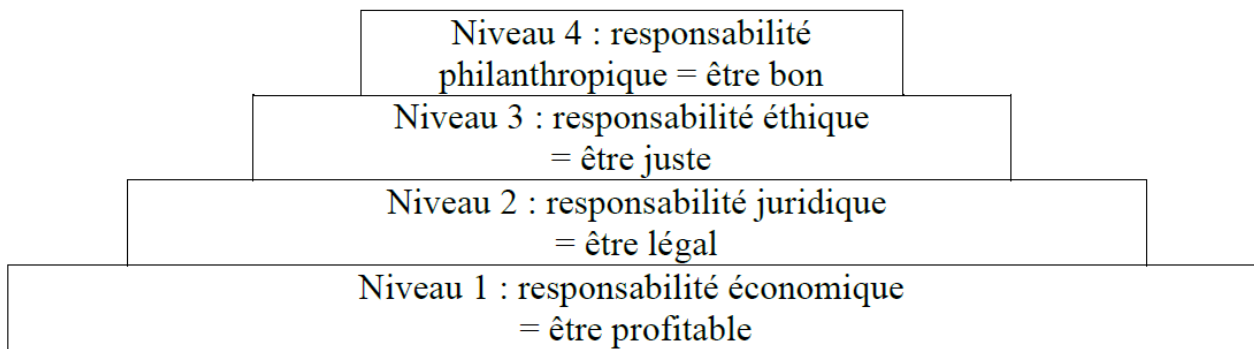 Niveau 4 : responsabilité
philanthropique = être bon
Niveau 3 : responsabilité éthique
= être juste
Niveau 2 : responsabilité juridique
= être légal
Niveau 1 : responsabilité économique
= être profitable